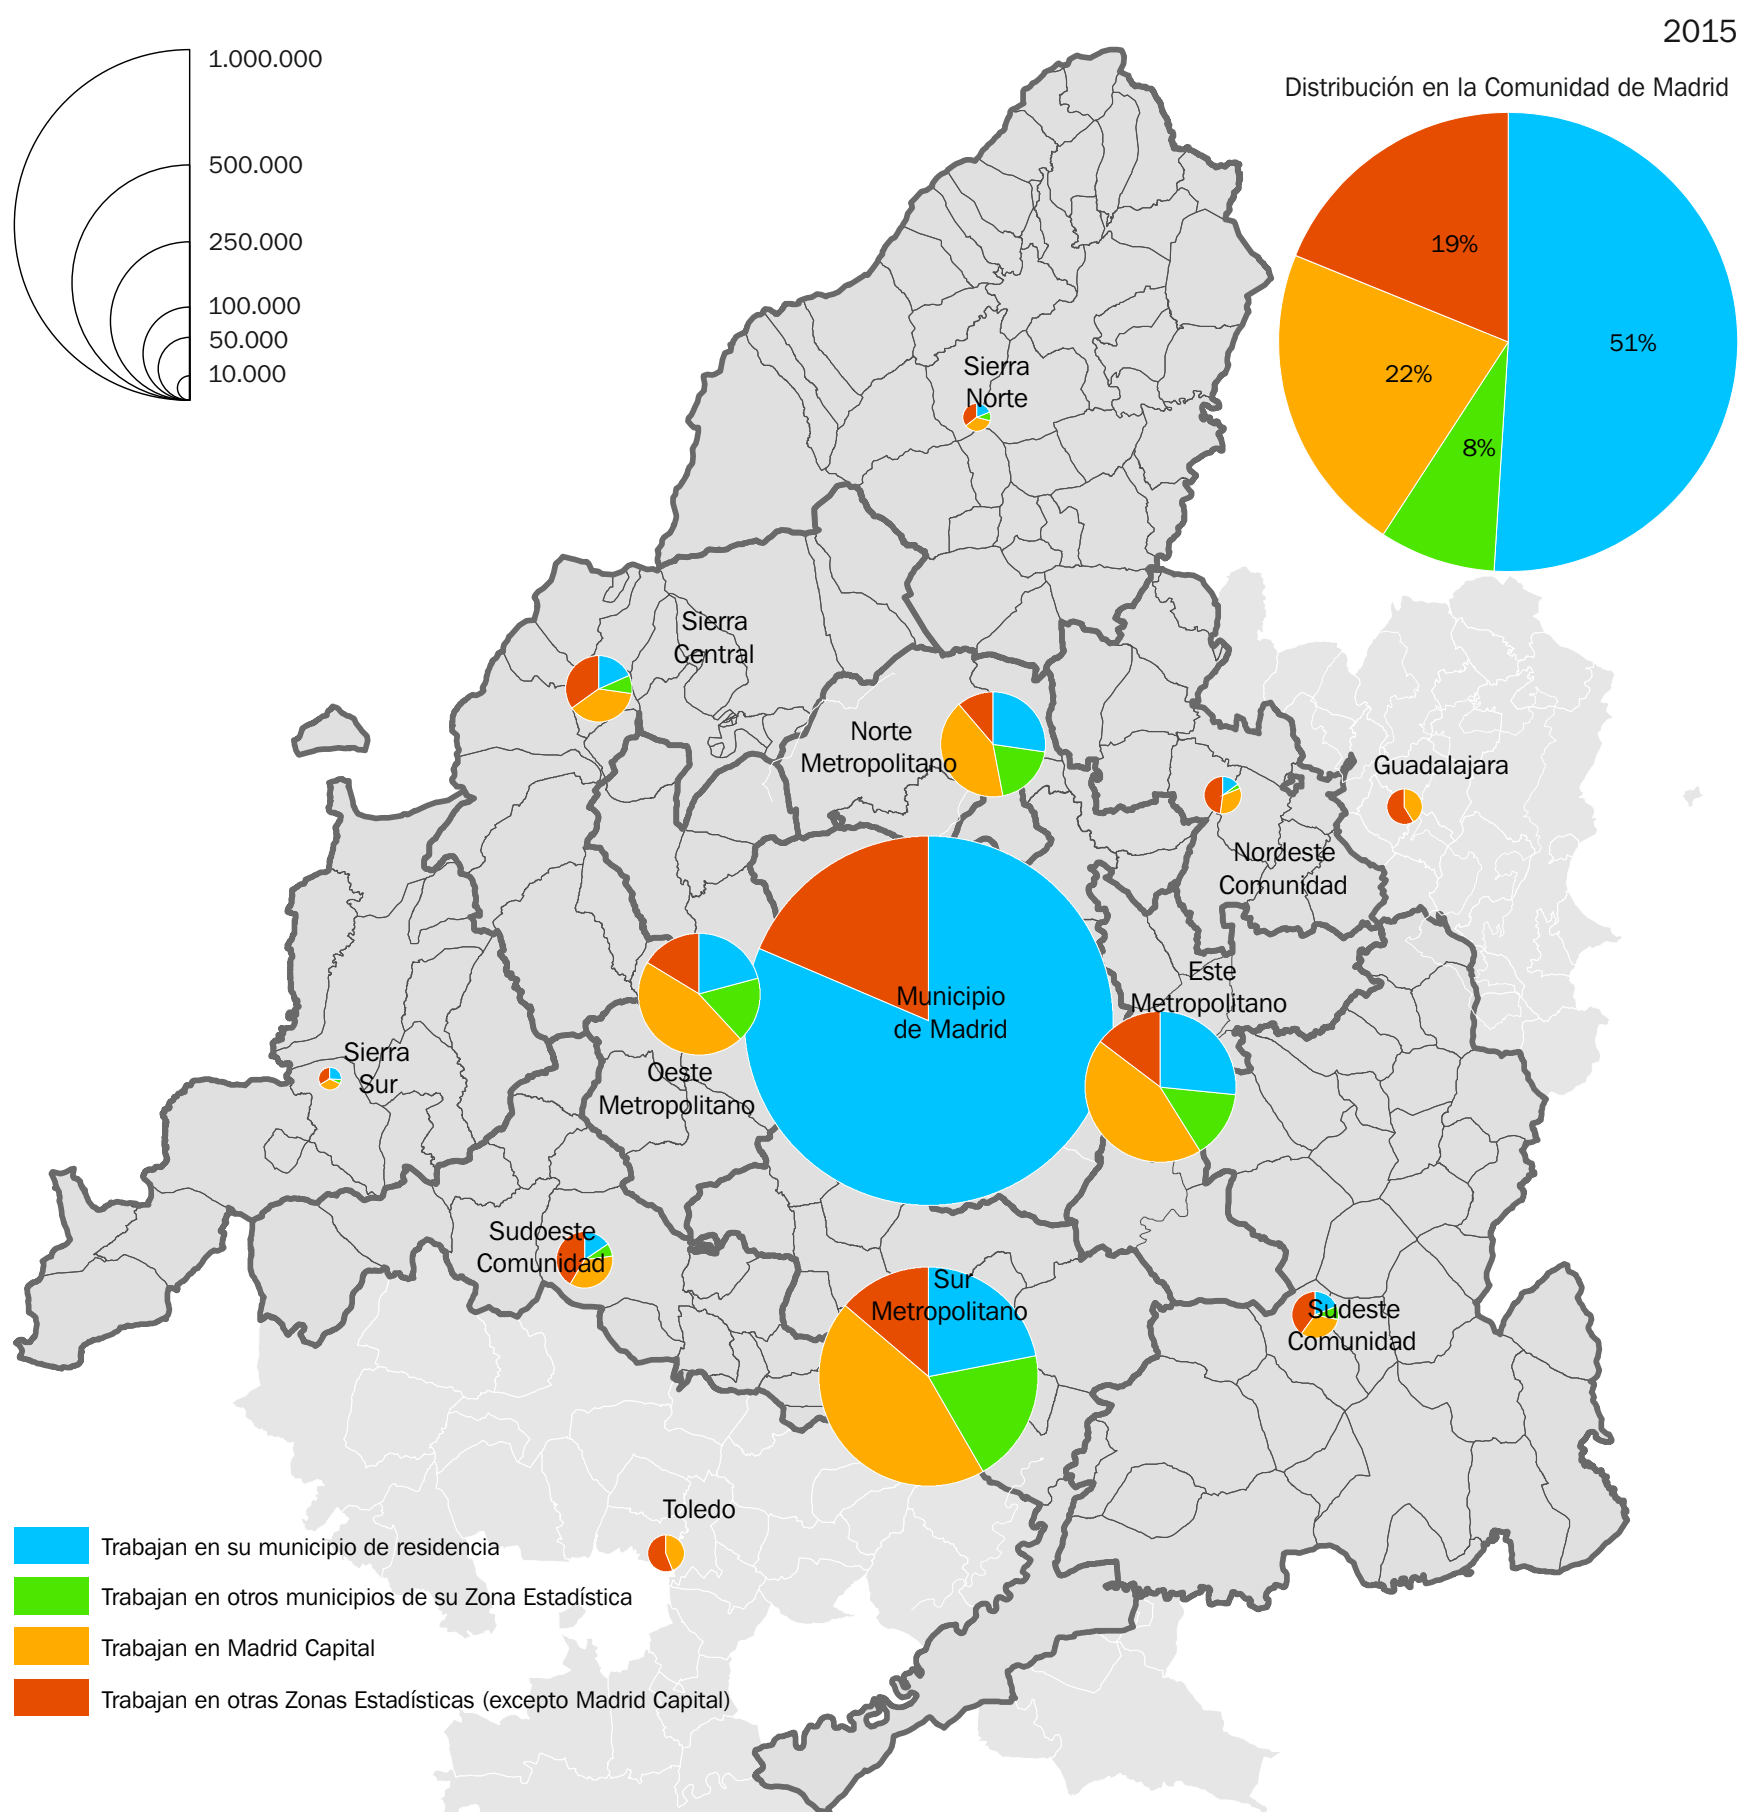 2015
1.000.000
500.000
250.000
100.000
50.000
10.000
Distribución en la Comunidad de Madrid
19%
51%
22%
8%
Sierra
Norte
Sierra
Central
Norte
Metropolitano
Guadalajara
Nordeste
Comunidad
Este
Metropolitano
Municipio
de Madrid
Sierra
Sur
Oeste
Metropolitano
Sudoeste
Comunidad
Sur
Metropolitano
Sudeste
Comunidad
Toledo
Trabajan en su municipio de residencia
Trabajan en otros municipios de su Zona Estadística
Trabajan en Madrid Capital
Trabajan en otras Zonas Estadísticas (excepto Madrid Capital)